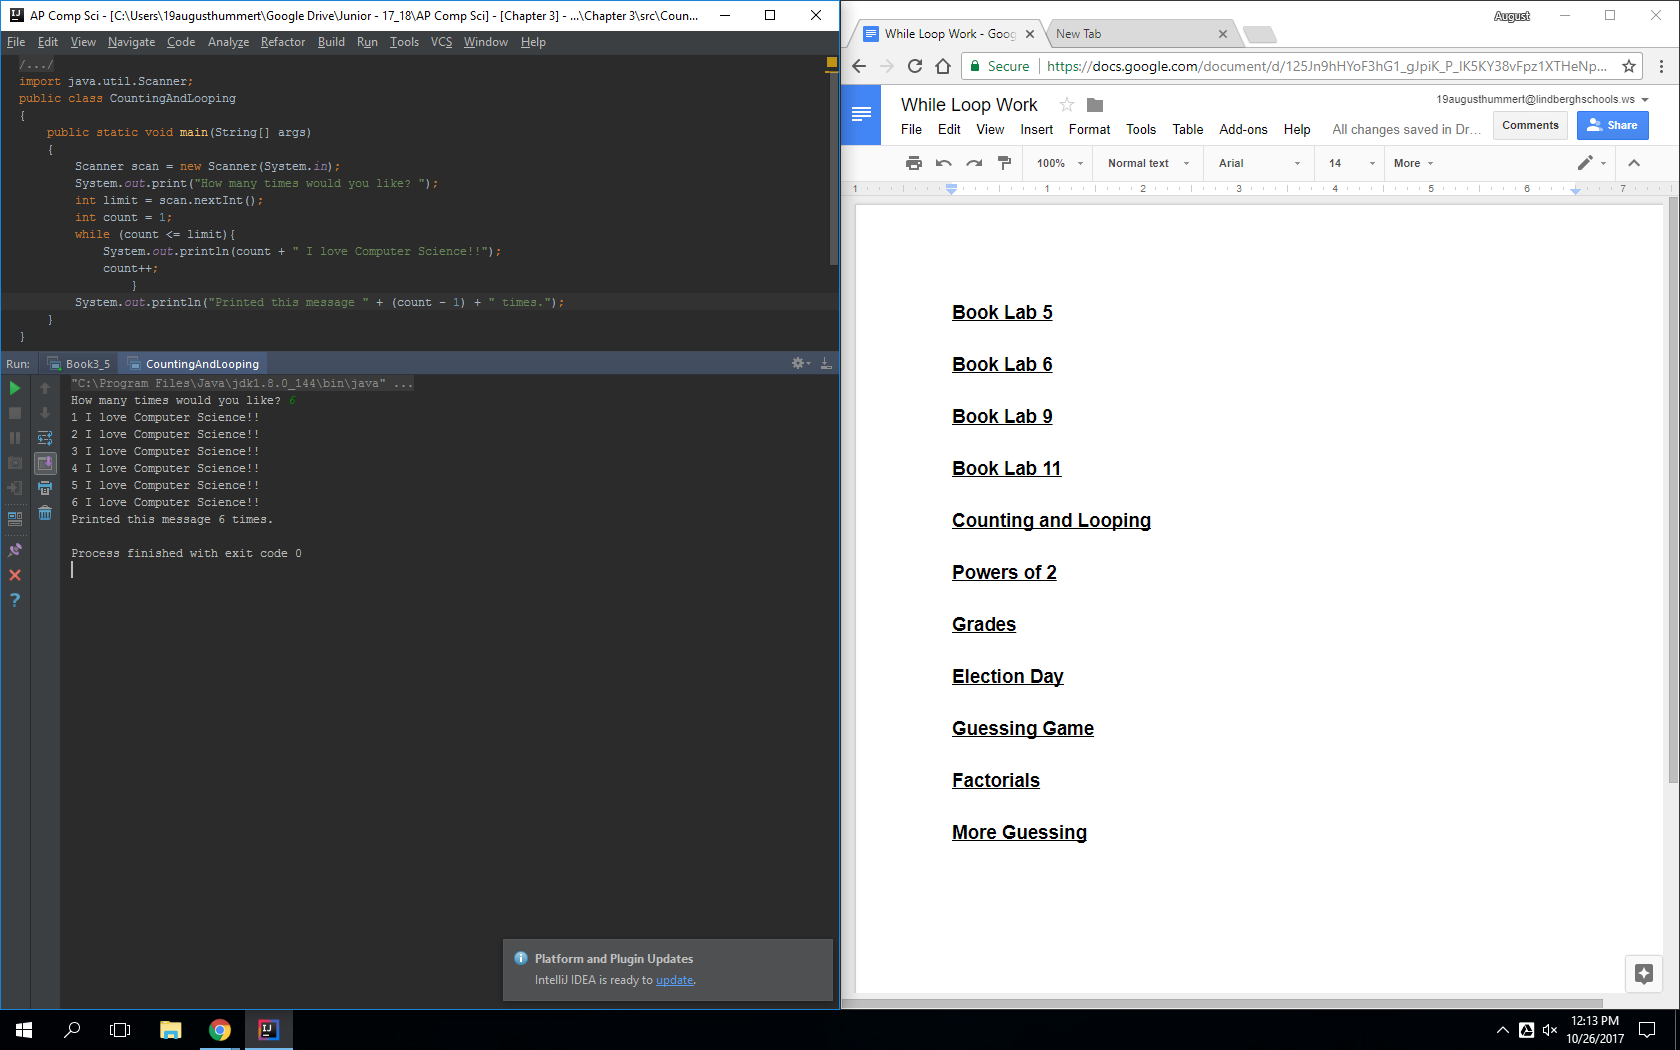 AP Comp Sci - [C:\Users\19augusthummert\Google Drive\Junior - 17_18\AP Comp Sci] - [Chapter 3] - ...\Chapter 3\src\Coun...
File Edit View Navigate Code Analyze Refactor Build Run Tools VCS Window Help
/.../
import java.util.Scanner;
public class CountingAndLooping
{
public static void main(String[] args)
{
Scanner scan = new Scanner(System.in);
System.out.print("How many times would you like? ");
int limit = scan.nextInt();
int count = 1;
while (count <= limit){
System.out.println(count + " I love Computer Science!!");
count++;
}
System.out.println("Printed this message " + (count - 1) + " times.");
}
}
Run: Book3_5 CountingAndLooping
"C:\Program Files\Java\jdk1.8.0_144\bin\java" ...
How many times would you like? 6
1 I love Computer Science!!
2 I love Computer Science!!
3 I love Computer Science!!
4 I love Computer Science!!
5 I love Computer Science!!
6 I love Computer Science!!
Printed this message 6 times.
Process finished with exit code 0
Platform and Plugin Updates
IntelliJ IDEA is ready to update.
August
While Loop Work - Goog New Tab
Secure https://docs.google.com/document/d/125Jn9hHYoF3hG1_gJpiK_P_IK5KY38vFpz1XTHeNp...
While Loop Work
19augusthummert@lindberghschools.ws
File Edit View Insert Format Tools Table Add-ons Help All changes saved in Dr...
Comments Share
100% Normal text Arial 14 More
1 1 2 3 4 5 6 7
Book Lab 5
Book Lab 6
Book Lab 9
Book Lab 11
Counting and Looping
Powers of 2
Grades
Election Day
Guessing Game
Factorials
More Guessing
12:13 PM
10/26/2017